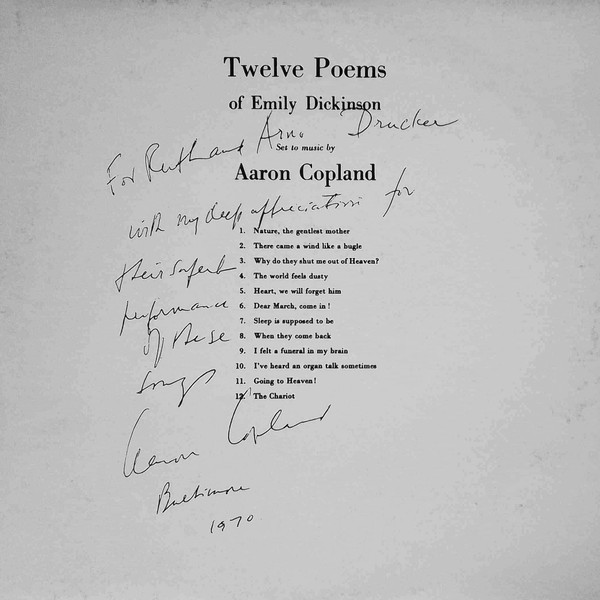 Twelve Poems
of Emily Dickinson
For Ruth and Arno Drucker
Set to music by
Aaron Copland
with my deep appreciation for
1. Nature, the gentlest mother
2. There came a wind like a bugle
their superb
3. Why do they shut me out of Heaven?
4. The world feels dusty
5. Heart, we will forget him
performance
6. Dear March, come in !
7. Sleep is supposed to be
of these
8. When they come back
9. I felt a funeral in my brain
10. I've heard an organ talk sometimes
songs
11. Going to Heaven !
12. The Chariot
Aaron Copland
Baltimore
1970